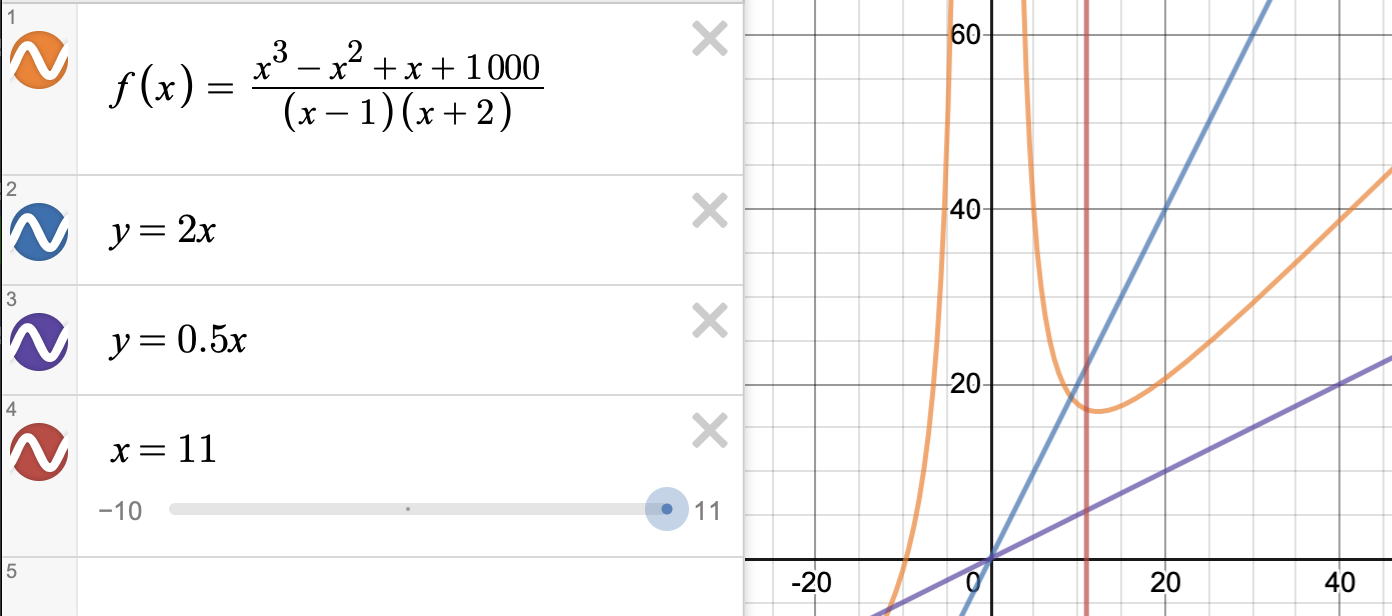 1
f(x) = \frac{x^3 - x^2 + x + 1000}{(x - 1)(x + 2)}
2
y = 2x
3
y = 0.5x
4
x = 11
−10 11
5
60
40
20
-20 0 20 40